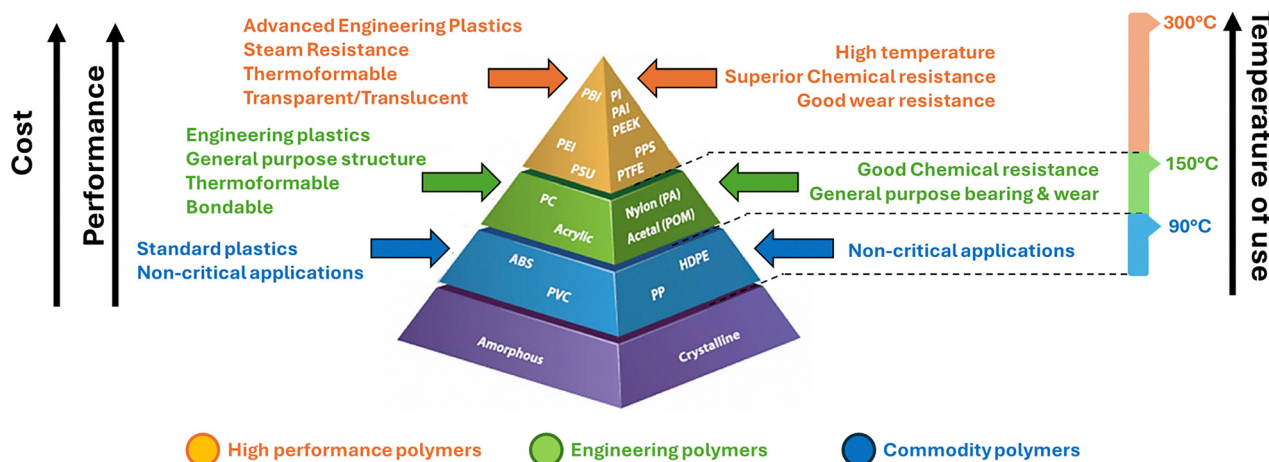 Cost
Performance
Advanced Engineering Plastics
Steam Resistance
Thermoformable
Transparent/Translucent
Engineering plastics
General purpose structure
Thermoformable
Bondable
Standard plastics
Non-critical applications
PBI
PEI
PSU
PI
PAI
PEEK
PPS
PTFE
PC
Acrylic
Nylon (PA)
Acetal (POM)
ABS
PVC
HDPE
PP
Amorphous
Crystalline
High temperature
Superior Chemical resistance
Good wear resistance
Good Chemical resistance
General purpose bearing & wear
Non-critical applications
300°C
150°C
90°C
Temperature of use
High performance polymers
Engineering polymers
Commodity polymers